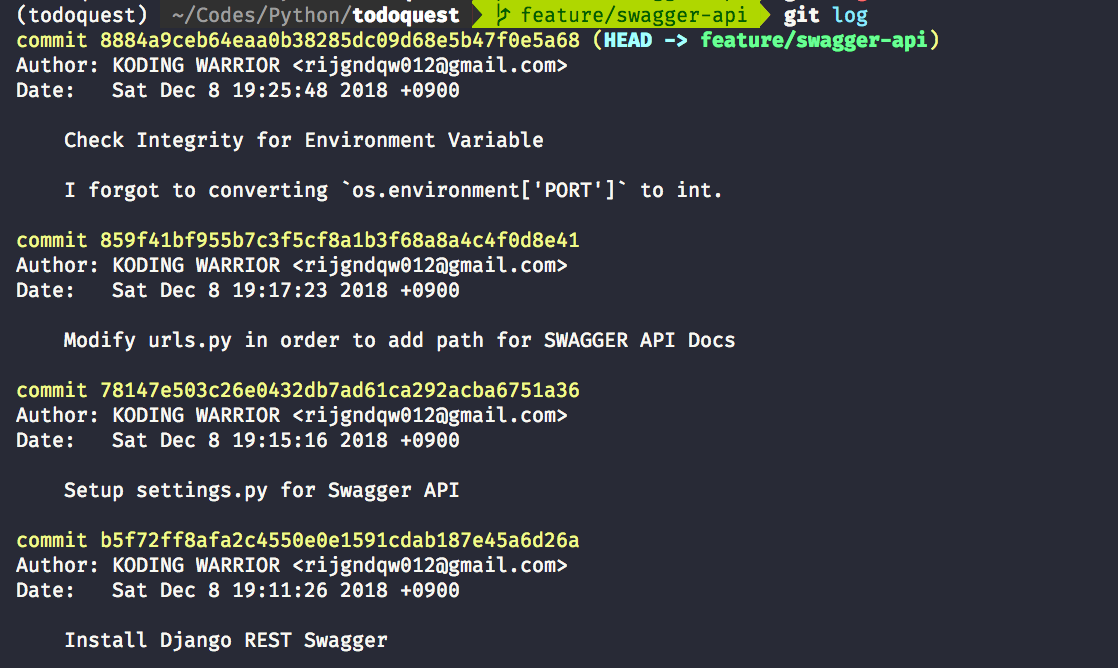 (todoquest) ~/Codes/Python/todoquest feature/swagger-api git log
commit 8884a9ceb64eaa0b38285dc09d68e5b47f0e5a68 (HEAD -> feature/swagger-api)
Author: KODING WARRIOR <rijgndqw012@gmail.com>
Date:   Sat Dec 8 19:25:48 2018 +0900
Check Integrity for Environment Variable
I forgot to converting `os.environment['PORT']` to int.
commit 859f41bf955b7c3f5cf8a1b3f68a8a4c4f0d8e41
Author: KODING WARRIOR <rijgndqw012@gmail.com>
Date:   Sat Dec 8 19:17:23 2018 +0900
Modify urls.py in order to add path for SWAGGER API Docs
commit 78147e503c26e0432db7ad61ca292acba6751a36
Author: KODING WARRIOR <rijgndqw012@gmail.com>
Date:   Sat Dec 8 19:15:16 2018 +0900
Setup settings.py for Swagger API
commit b5f72ff8afa2c4550e0e1591cdab187e45a6d26a
Author: KODING WARRIOR <rijgndqw012@gmail.com>
Date:   Sat Dec 8 19:11:26 2018 +0900
Install Django REST Swagger